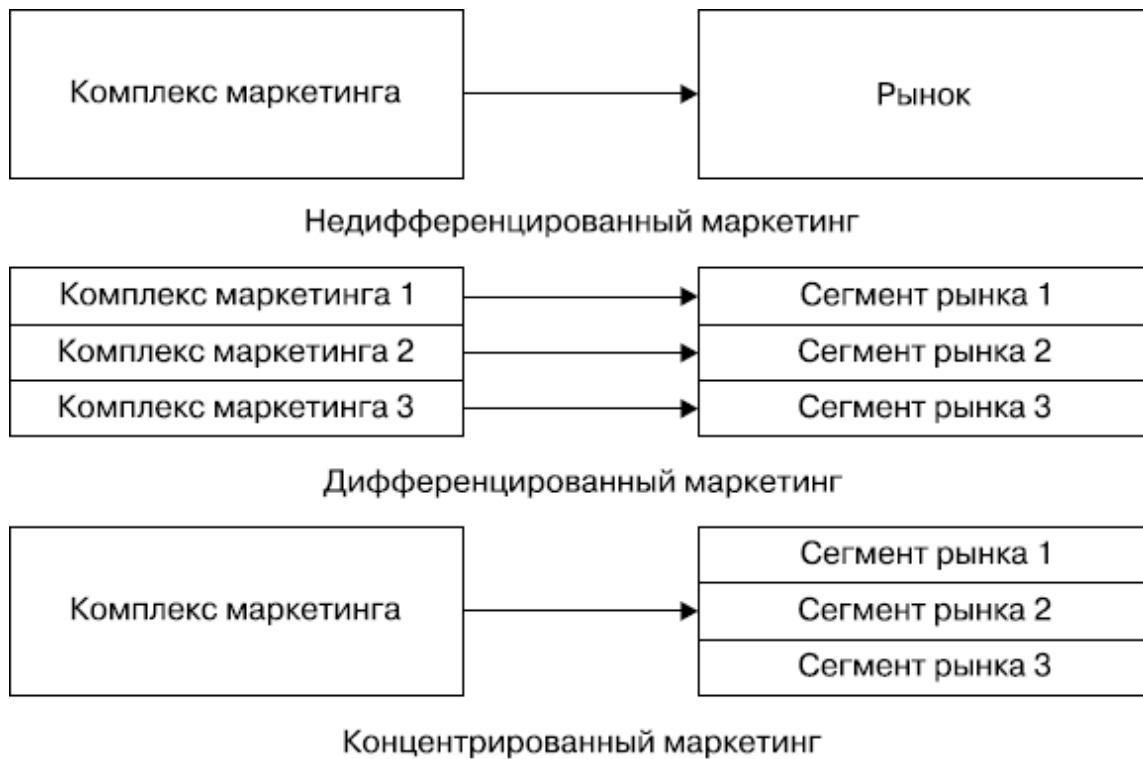 Комплекс маркетинга
Рынок
Недифференцированный маркетинг
Комплекс маркетинга 1
Сегмент рынка 1
Комплекс маркетинга 2
Сегмент рынка 2
Комплекс маркетинга 3
Сегмент рынка 3
Дифференцированный маркетинг
Комплекс маркетинга
Сегмент рынка 1
Сегмент рынка 2
Сегмент рынка 3
Концентрированный маркетинг